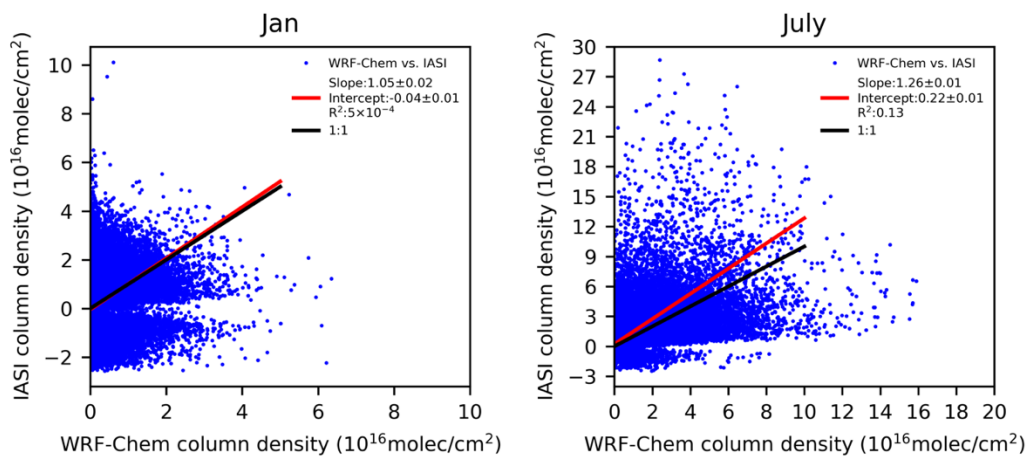 Jan
IASI column density (10¹⁶molec/cm²)
10
8
6
4
2
0
−2
WRF-Chem vs. IASI
Slope:1.05±0.02
Intercept:-0.04±0.01
R²:5×10⁻⁴
1:1
0 2 4 6 8 10
WRF-Chem column density (10¹⁶molec/cm²)
July
IASI column density (10¹⁶molec/cm²)
30
27
24
21
18
15
12
9
6
3
0
−3
WRF-Chem vs. IASI
Slope:1.26±0.01
Intercept:0.22±0.01
R²:0.13
1:1
0 2 4 6 8 10 12 14 16 18 20
WRF-Chem column density (10¹⁶molec/cm²)